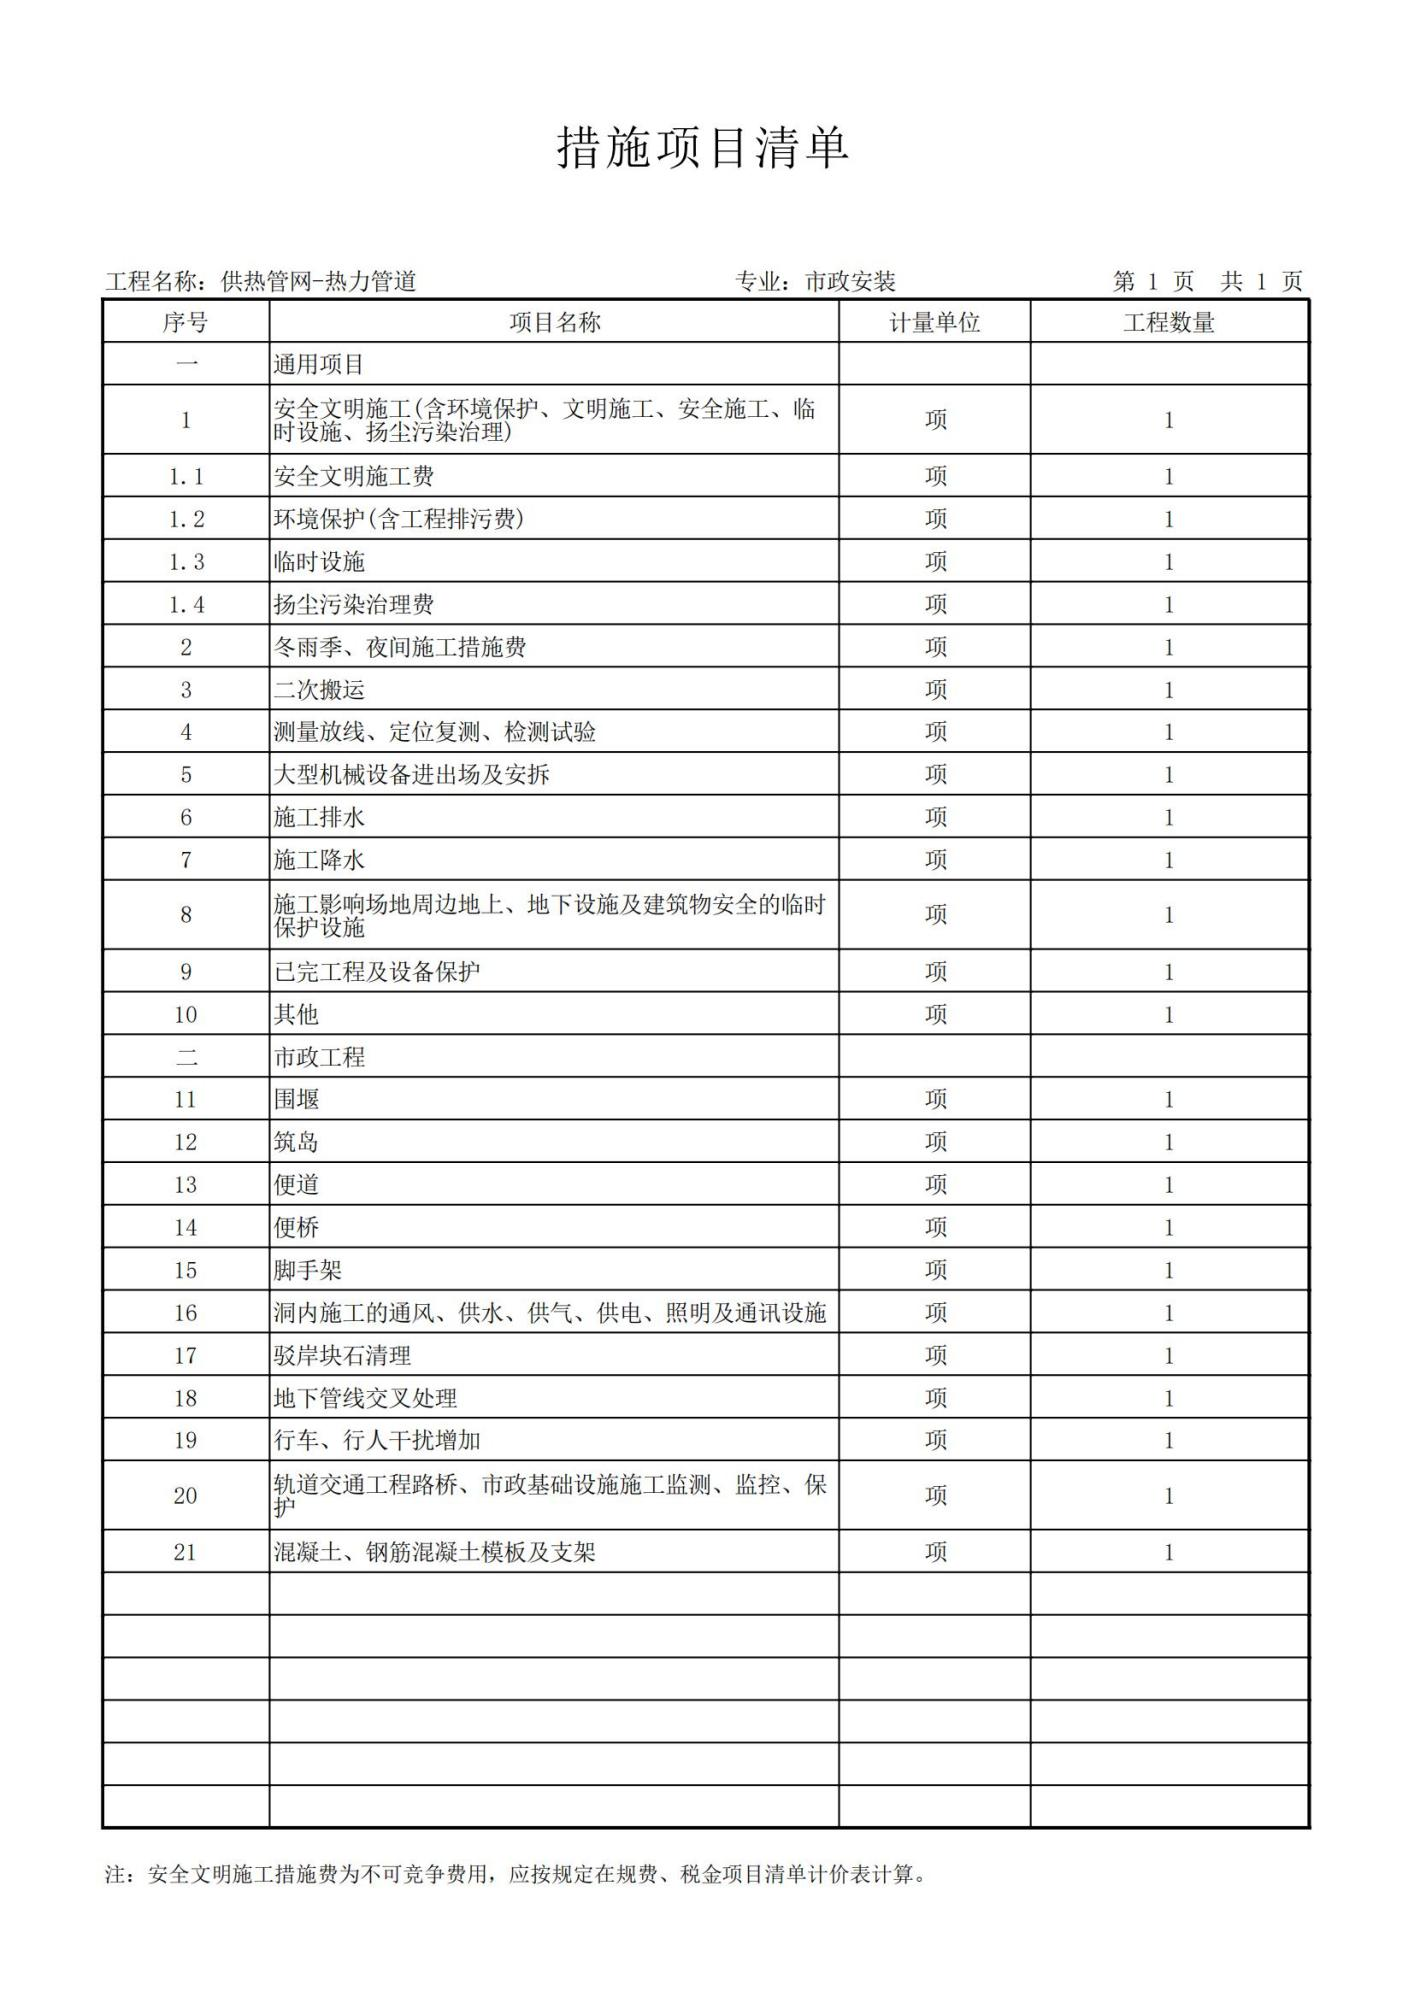 措施项目清单
工程名称：供热管网-热力管道 专业：市政安装 第 1 页 共 1 页
序号 项目名称 计量单位 工程数量
一 通用项目
1 安全文明施工(含环境保护、文明施工、安全施工、临 项 1
时设施、扬尘污染治理)
1.1 安全文明施工费 项 1
1.2 环境保护(含工程排污费) 项 1
1.3 临时设施 项 1
1.4 扬尘污染治理费 项 1
2 冬雨季、夜间施工措施费 项 1
3 二次搬运 项 1
4 测量放线、定位复测、检测试验 项 1
5 大型机械设备进出场及安拆 项 1
6 施工排水 项 1
7 施工降水 项 1
8 施工影响场地周边地上、地下设施及建筑物安全的临时 项 1
保护设施
9 已完工程及设备保护 项 1
10 其他 项 1
二 市政工程
11 围堰 项 1
12 筑岛 项 1
13 便道 项 1
14 便桥 项 1
15 脚手架 项 1
16 洞内施工的通风、供水、供气、供电、照明及通讯设施 项 1
17 驳岸块石清理 项 1
18 地下管线交叉处理 项 1
19 行车、行人干扰增加 项 1
20 轨道交通工程路桥、市政基础设施施工监测、监控、保 项 1
护
21 混凝土、钢筋混凝土模板及支架 项 1
注：安全文明施工措施费为不可竞争费用，应按规定在规费、税金项目清单计价表计算。